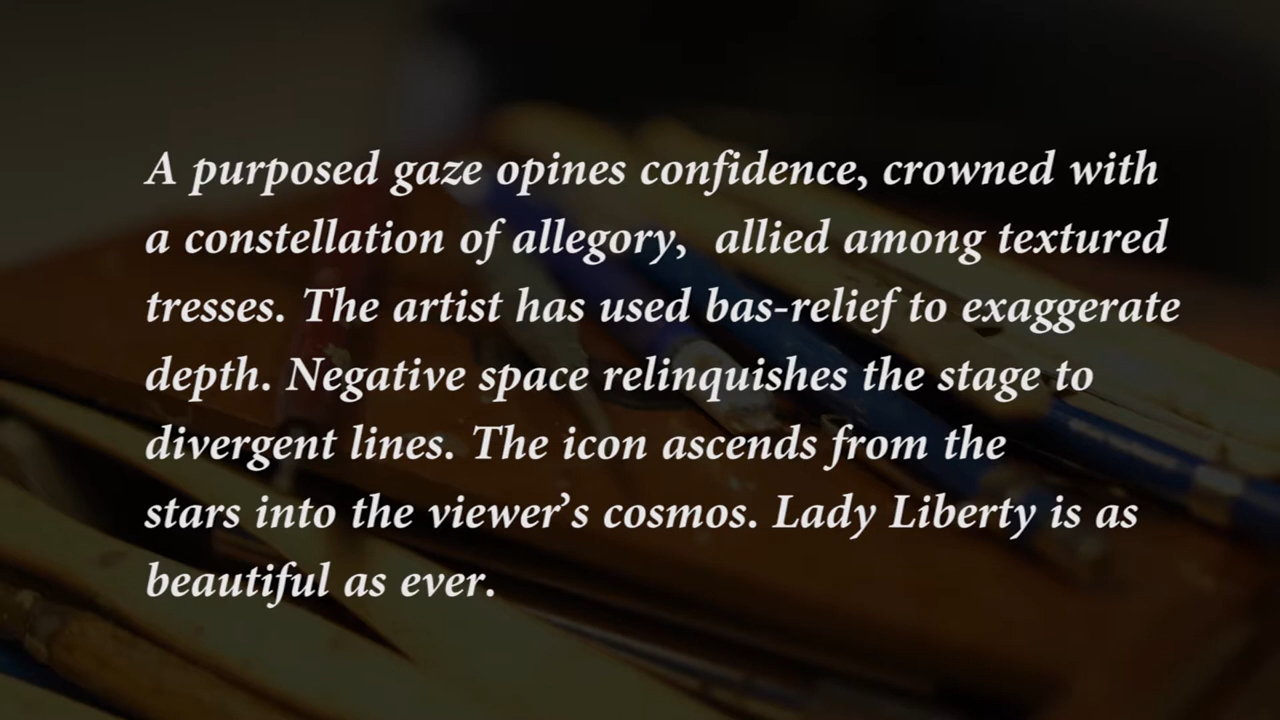 A purposed gaze opines confidence, crowned with
a constellation of allegory,  allied among textured
tresses. The artist has used bas-relief to exaggerate
depth. Negative space relinquishes the stage to
divergent lines. The icon ascends from the
stars into the viewer’s cosmos. Lady Liberty is as
beautiful as ever.